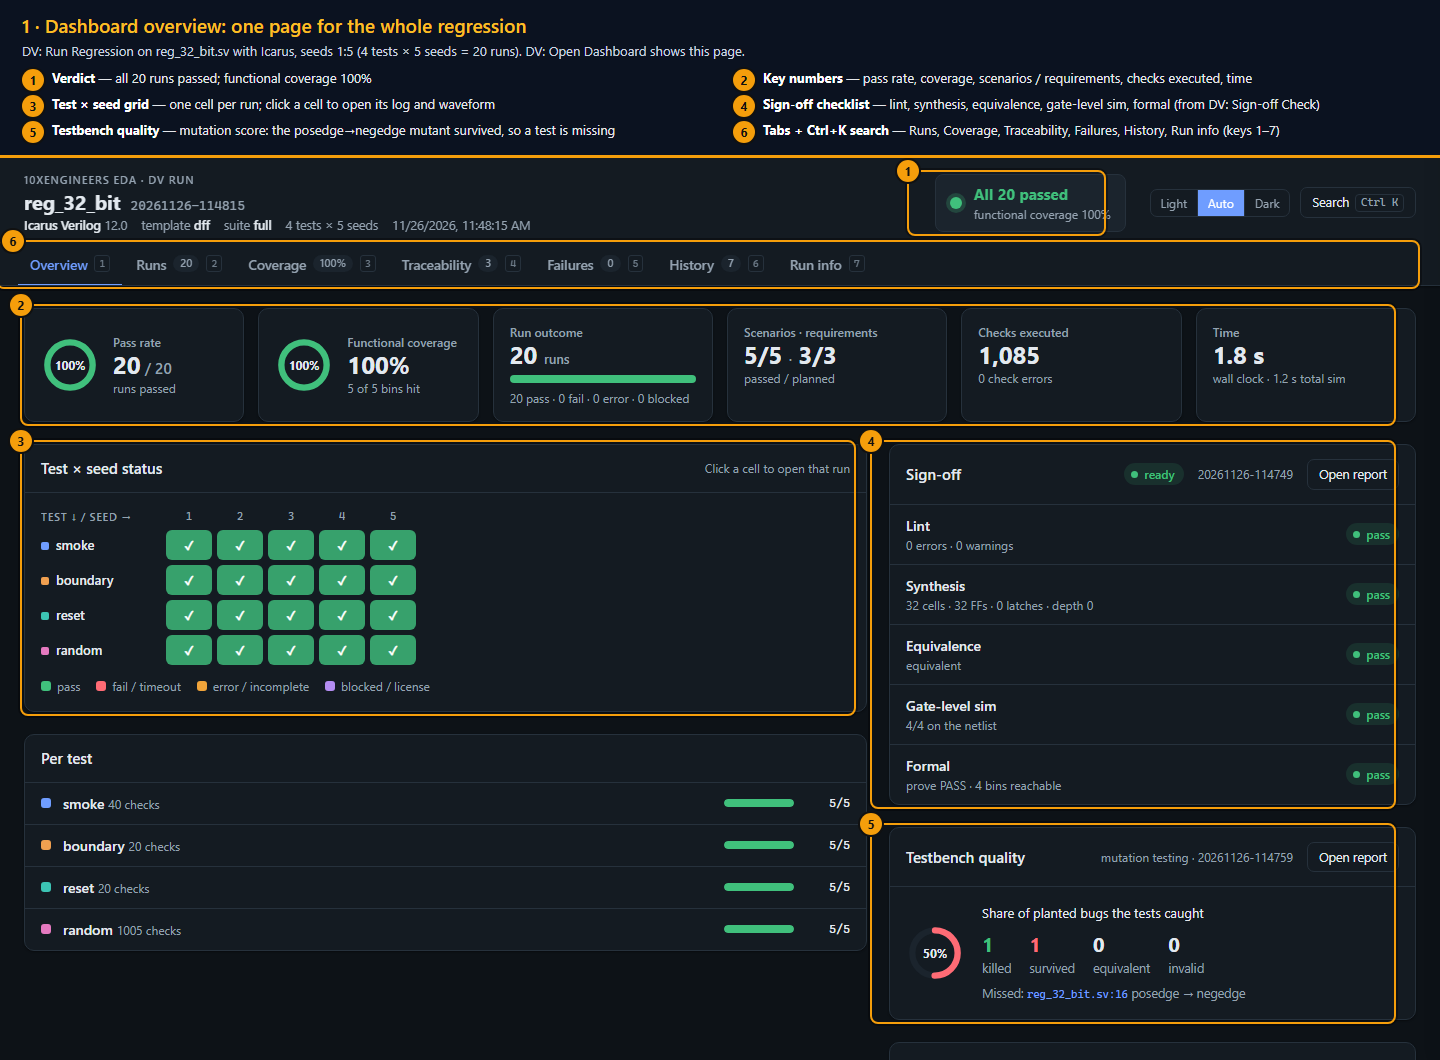 1 · Dashboard overview: one page for the whole regression
DV: Run Regression on reg_32_bit.sv with Icarus, seeds 1:5 (4 tests × 5 seeds = 20 runs). DV: Open Dashboard shows this page.
1 Verdict — all 20 runs passed; functional coverage 100%
2 Key numbers — pass rate, coverage, scenarios / requirements, checks executed, time
3 Test × seed grid — one cell per run; click a cell to open its log and waveform
4 Sign-off checklist — lint, synthesis, equivalence, gate-level sim, formal (from DV: Sign-off Check)
5 Testbench quality — mutation score: the posedge→negedge mutant survived, so a test is missing
6 Tabs + Ctrl+K search — Runs, Coverage, Traceability, Failures, History, Run info (keys 1–7)
10XENGINEERS EDA · DV RUN
reg_32_bit 20261126-114815
Icarus Verilog 12.0 template dff suite full 4 tests × 5 seeds 11/26/2026, 11:48:15 AM
1
All 20 passed
functional coverage 100%
Light Auto Dark
Search Ctrl K
6
Overview 1 Runs 20 2 Coverage 100% 3 Traceability 3 4 Failures 0 5 History 7 6 Run info 7
2
100%
Pass rate
20 / 20
runs passed
100%
Functional coverage
100%
5 of 5 bins hit
Run outcome
20 runs
20 pass · 0 fail · 0 error · 0 blocked
Scenarios · requirements
5/5 · 3/3
passed / planned
Checks executed
1,085
0 check errors
Time
1.8 s
wall clock · 1.2 s total sim
3
Test × seed status Click a cell to open that run
TEST ↓ / SEED → 1 2 3 4 5
smoke ✓ ✓ ✓ ✓ ✓
boundary ✓ ✓ ✓ ✓ ✓
reset ✓ ✓ ✓ ✓ ✓
random ✓ ✓ ✓ ✓ ✓
pass fail / timeout error / incomplete blocked / license
Per test
smoke 40 checks 5/5
boundary 20 checks 5/5
reset 20 checks 5/5
random 1005 checks 5/5
4
Sign-off ready 20261126-114749 Open report
Lint
0 errors · 0 warnings
pass
Synthesis
32 cells · 32 FFs · 0 latches · depth 0
pass
Equivalence
equivalent
pass
Gate-level sim
4/4 on the netlist
pass
Formal
prove PASS · 4 bins reachable
pass
5
Testbench quality mutation testing · 20261126-114759 Open report
50%
Share of planted bugs the tests caught
1 1 0 0
killed survived equivalent invalid
Missed: reg_32_bit.sv:16 posedge → negedge